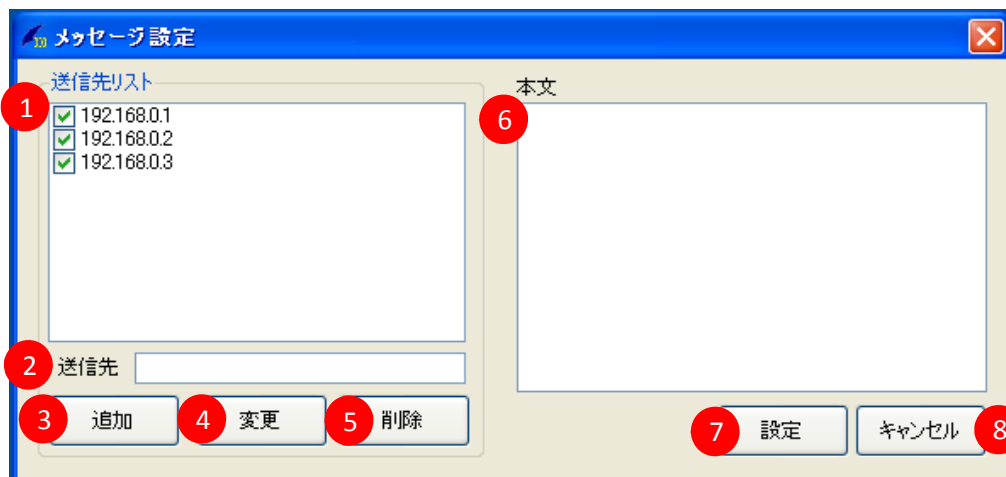 メッセージ設定
送信先リスト
1
192.168.0.1
192.168.0.2
192.168.0.3
2 送信先
3 追加
4 変更
5 削除
本文
6
7 設定
キャンセル 8